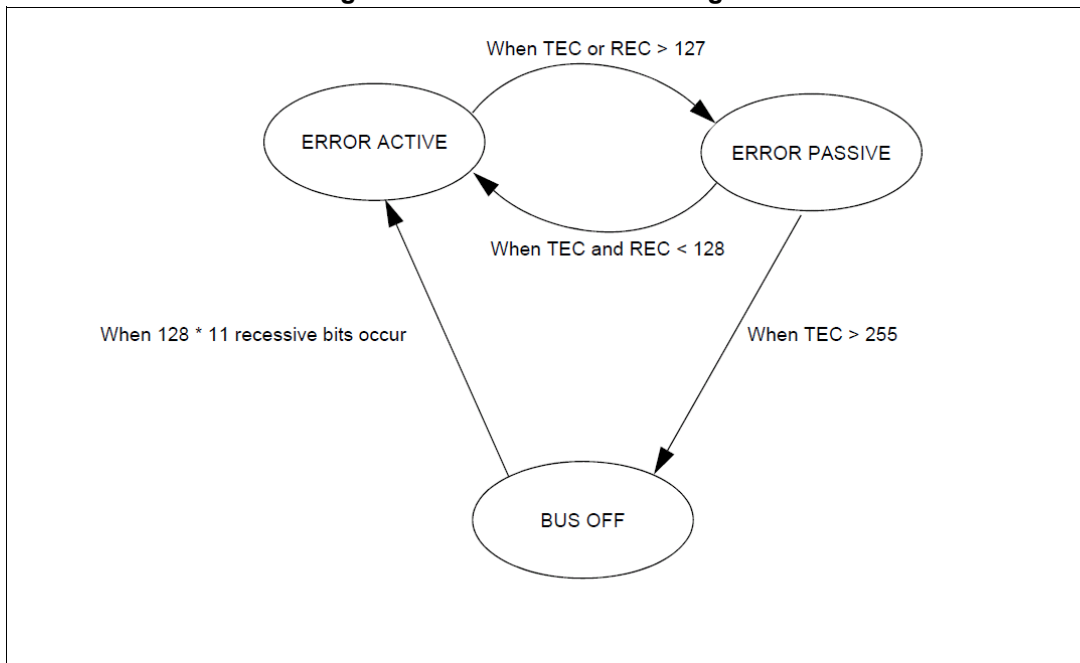 When TEC or REC > 127
ERROR ACTIVE
ERROR PASSIVE
When TEC and REC < 128
When 128 * 11 recessive bits occur
When TEC > 255
BUS OFF